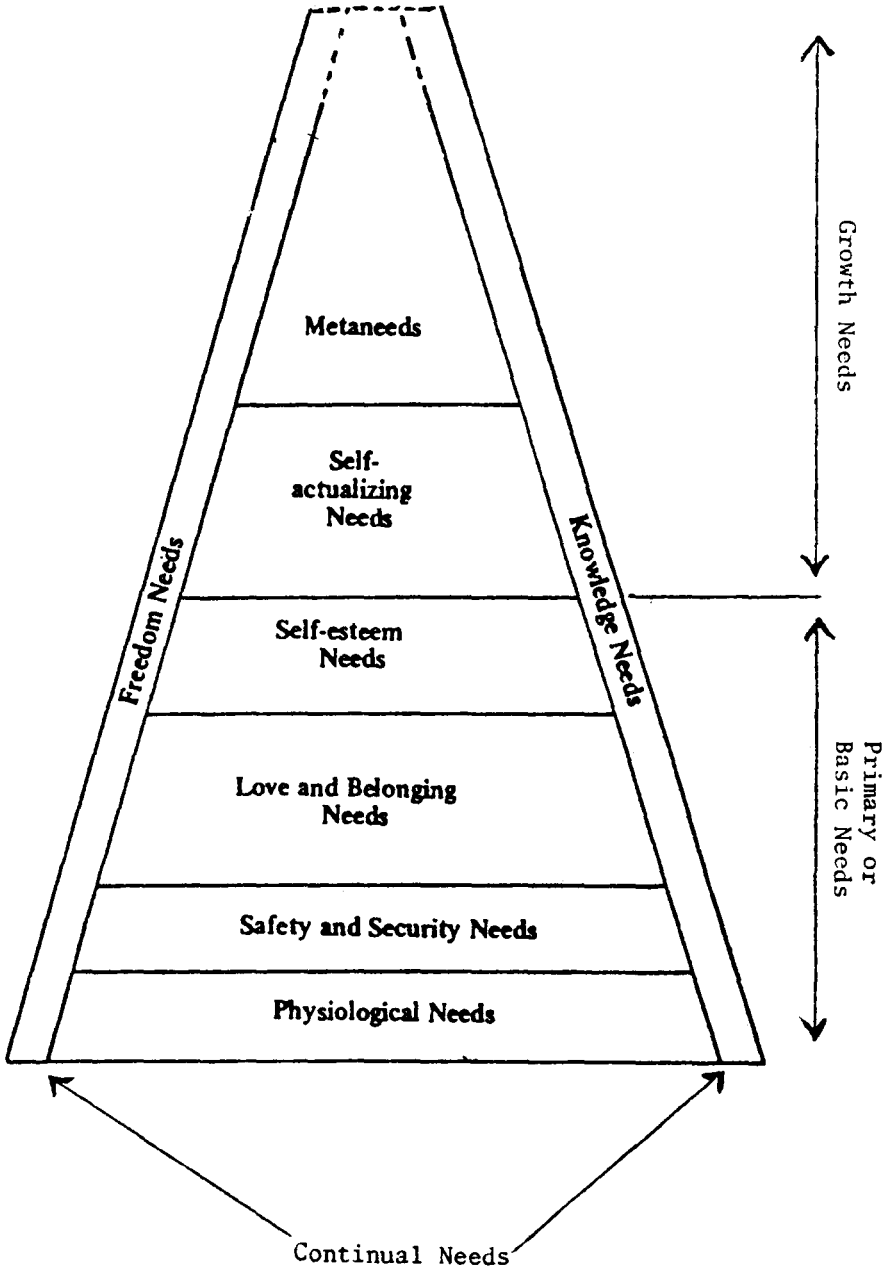 Growth Needs
Metaneeds
Self-
actualizing
Needs
Freedom Needs
Knowledge Needs
Self-esteem
Needs
Primary or
Basic Needs
Love and Belonging
Needs
Safety and Security Needs
Physiological Needs
Continual Needs